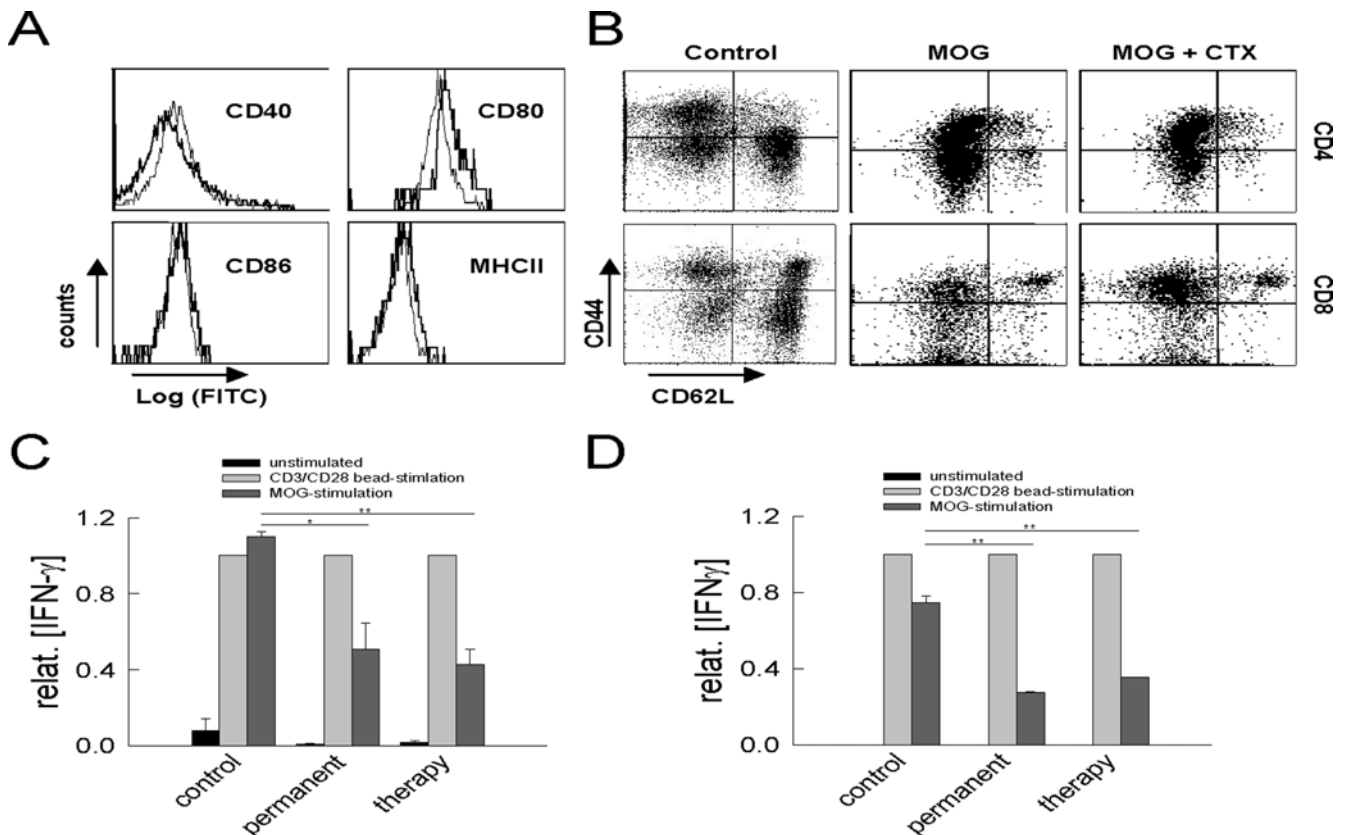 A
CD40
CD80
CD86
MHCII
counts
Log (FITC)
B
Control
MOG
MOG + CTX
CD4
CD8
CD44
CD62L
C
unstimulated
CD3/CD28 bead-stimlation
MOG-stimulation
relat. [IFN-γ]
1.2
0.8
0.4
0.0
*
**
control
permanent
therapy
D
unstimulated
CD3/CD28 bead-stimulation
MOG-stimulation
relat. [IFNγ]
1.2
0.8
0.4
0.0
**
**
control
permanent
therapy